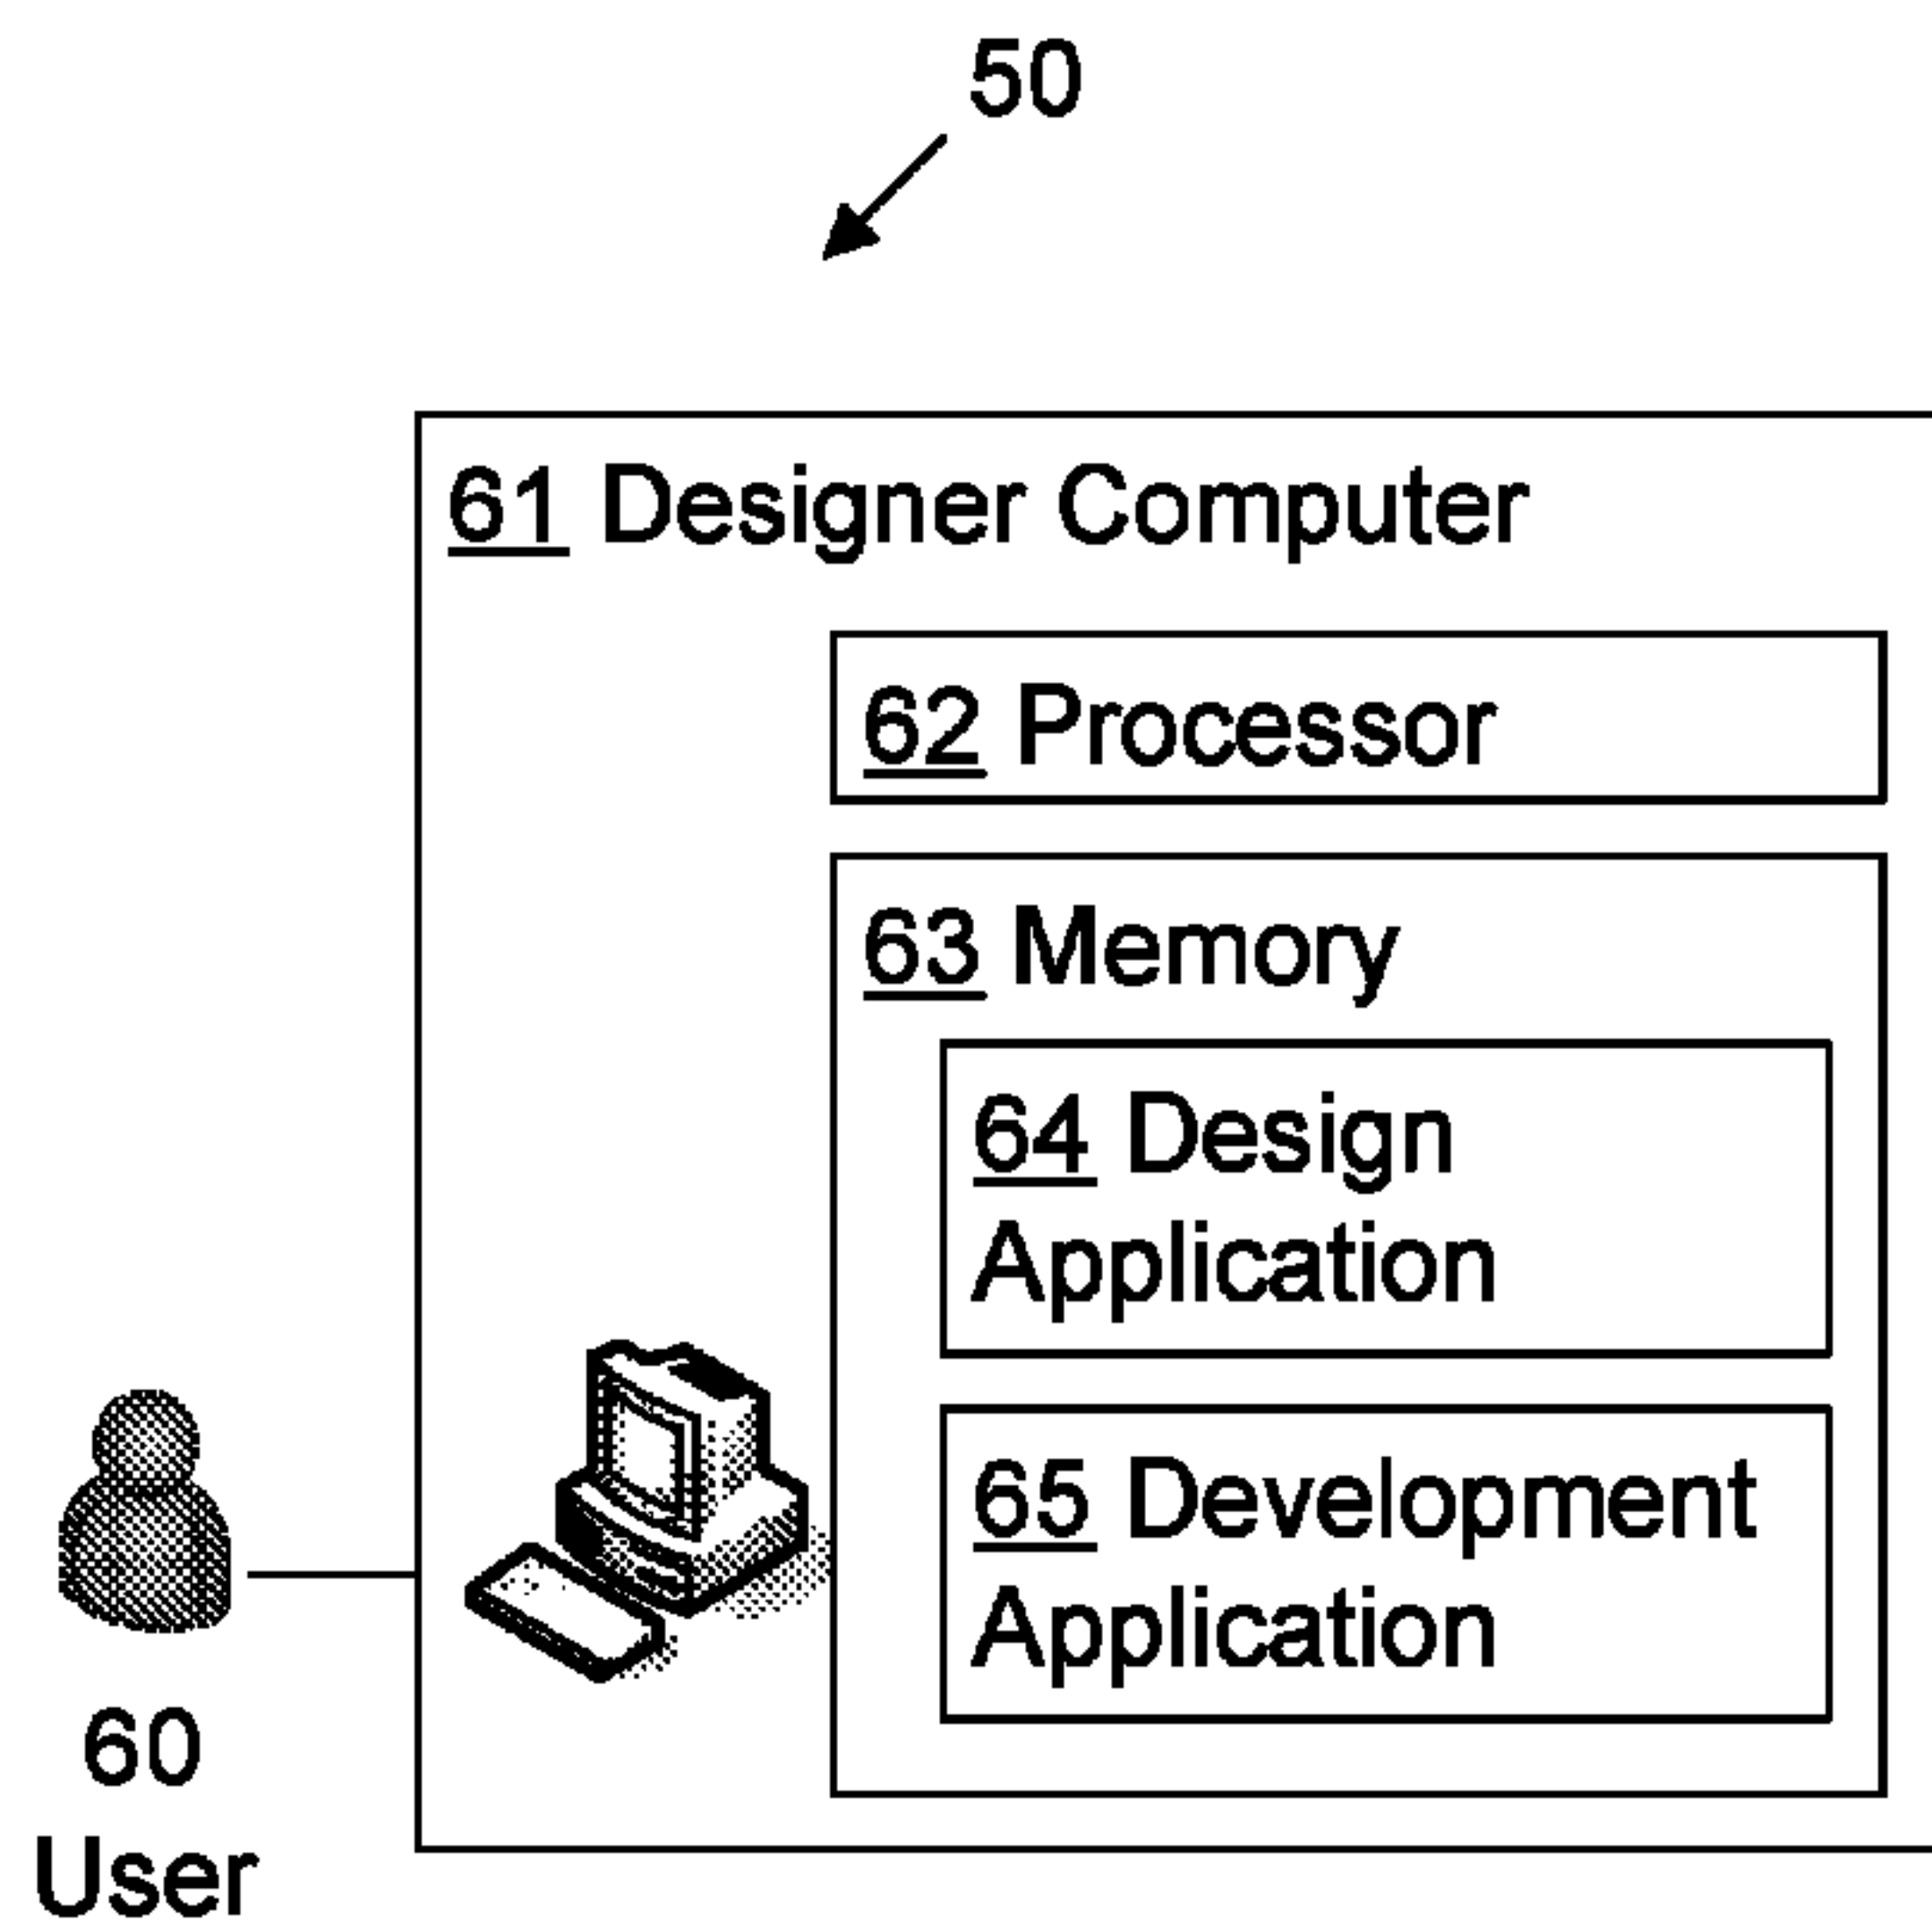 50
61 Designer Computer
62 Processor
63 Memory
64 Design
Application
65 Development
Application
60
User